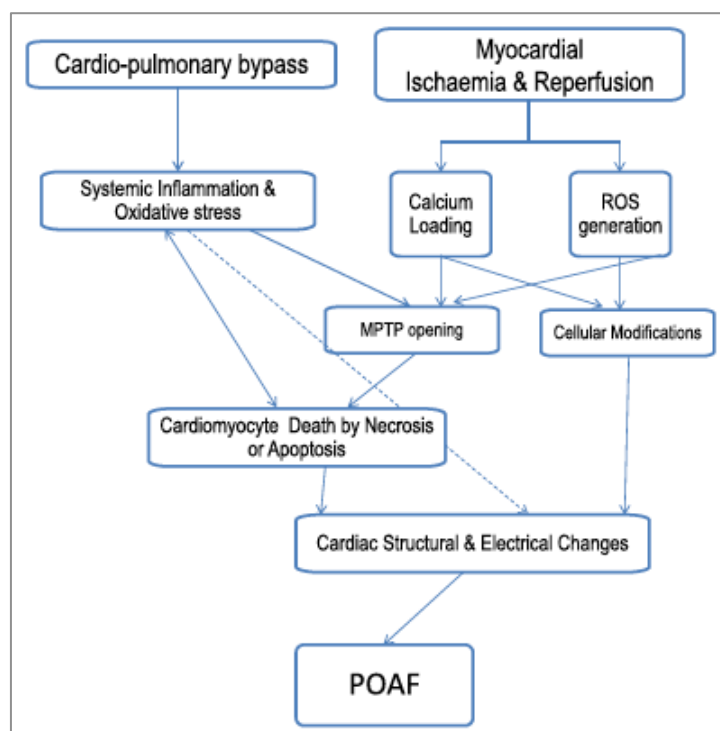 Cardio-pulmonary bypass
Myocardial
Ischaemia & Reperfusion
Systemic Inflammation &
Oxidative stress
Calcium
Loading
ROS
generation
MPTP opening
Cellular Modifications
Cardiomyocyte Death by Necrosis
or Apoptosis
Cardiac Structural & Electrical Changes
POAF